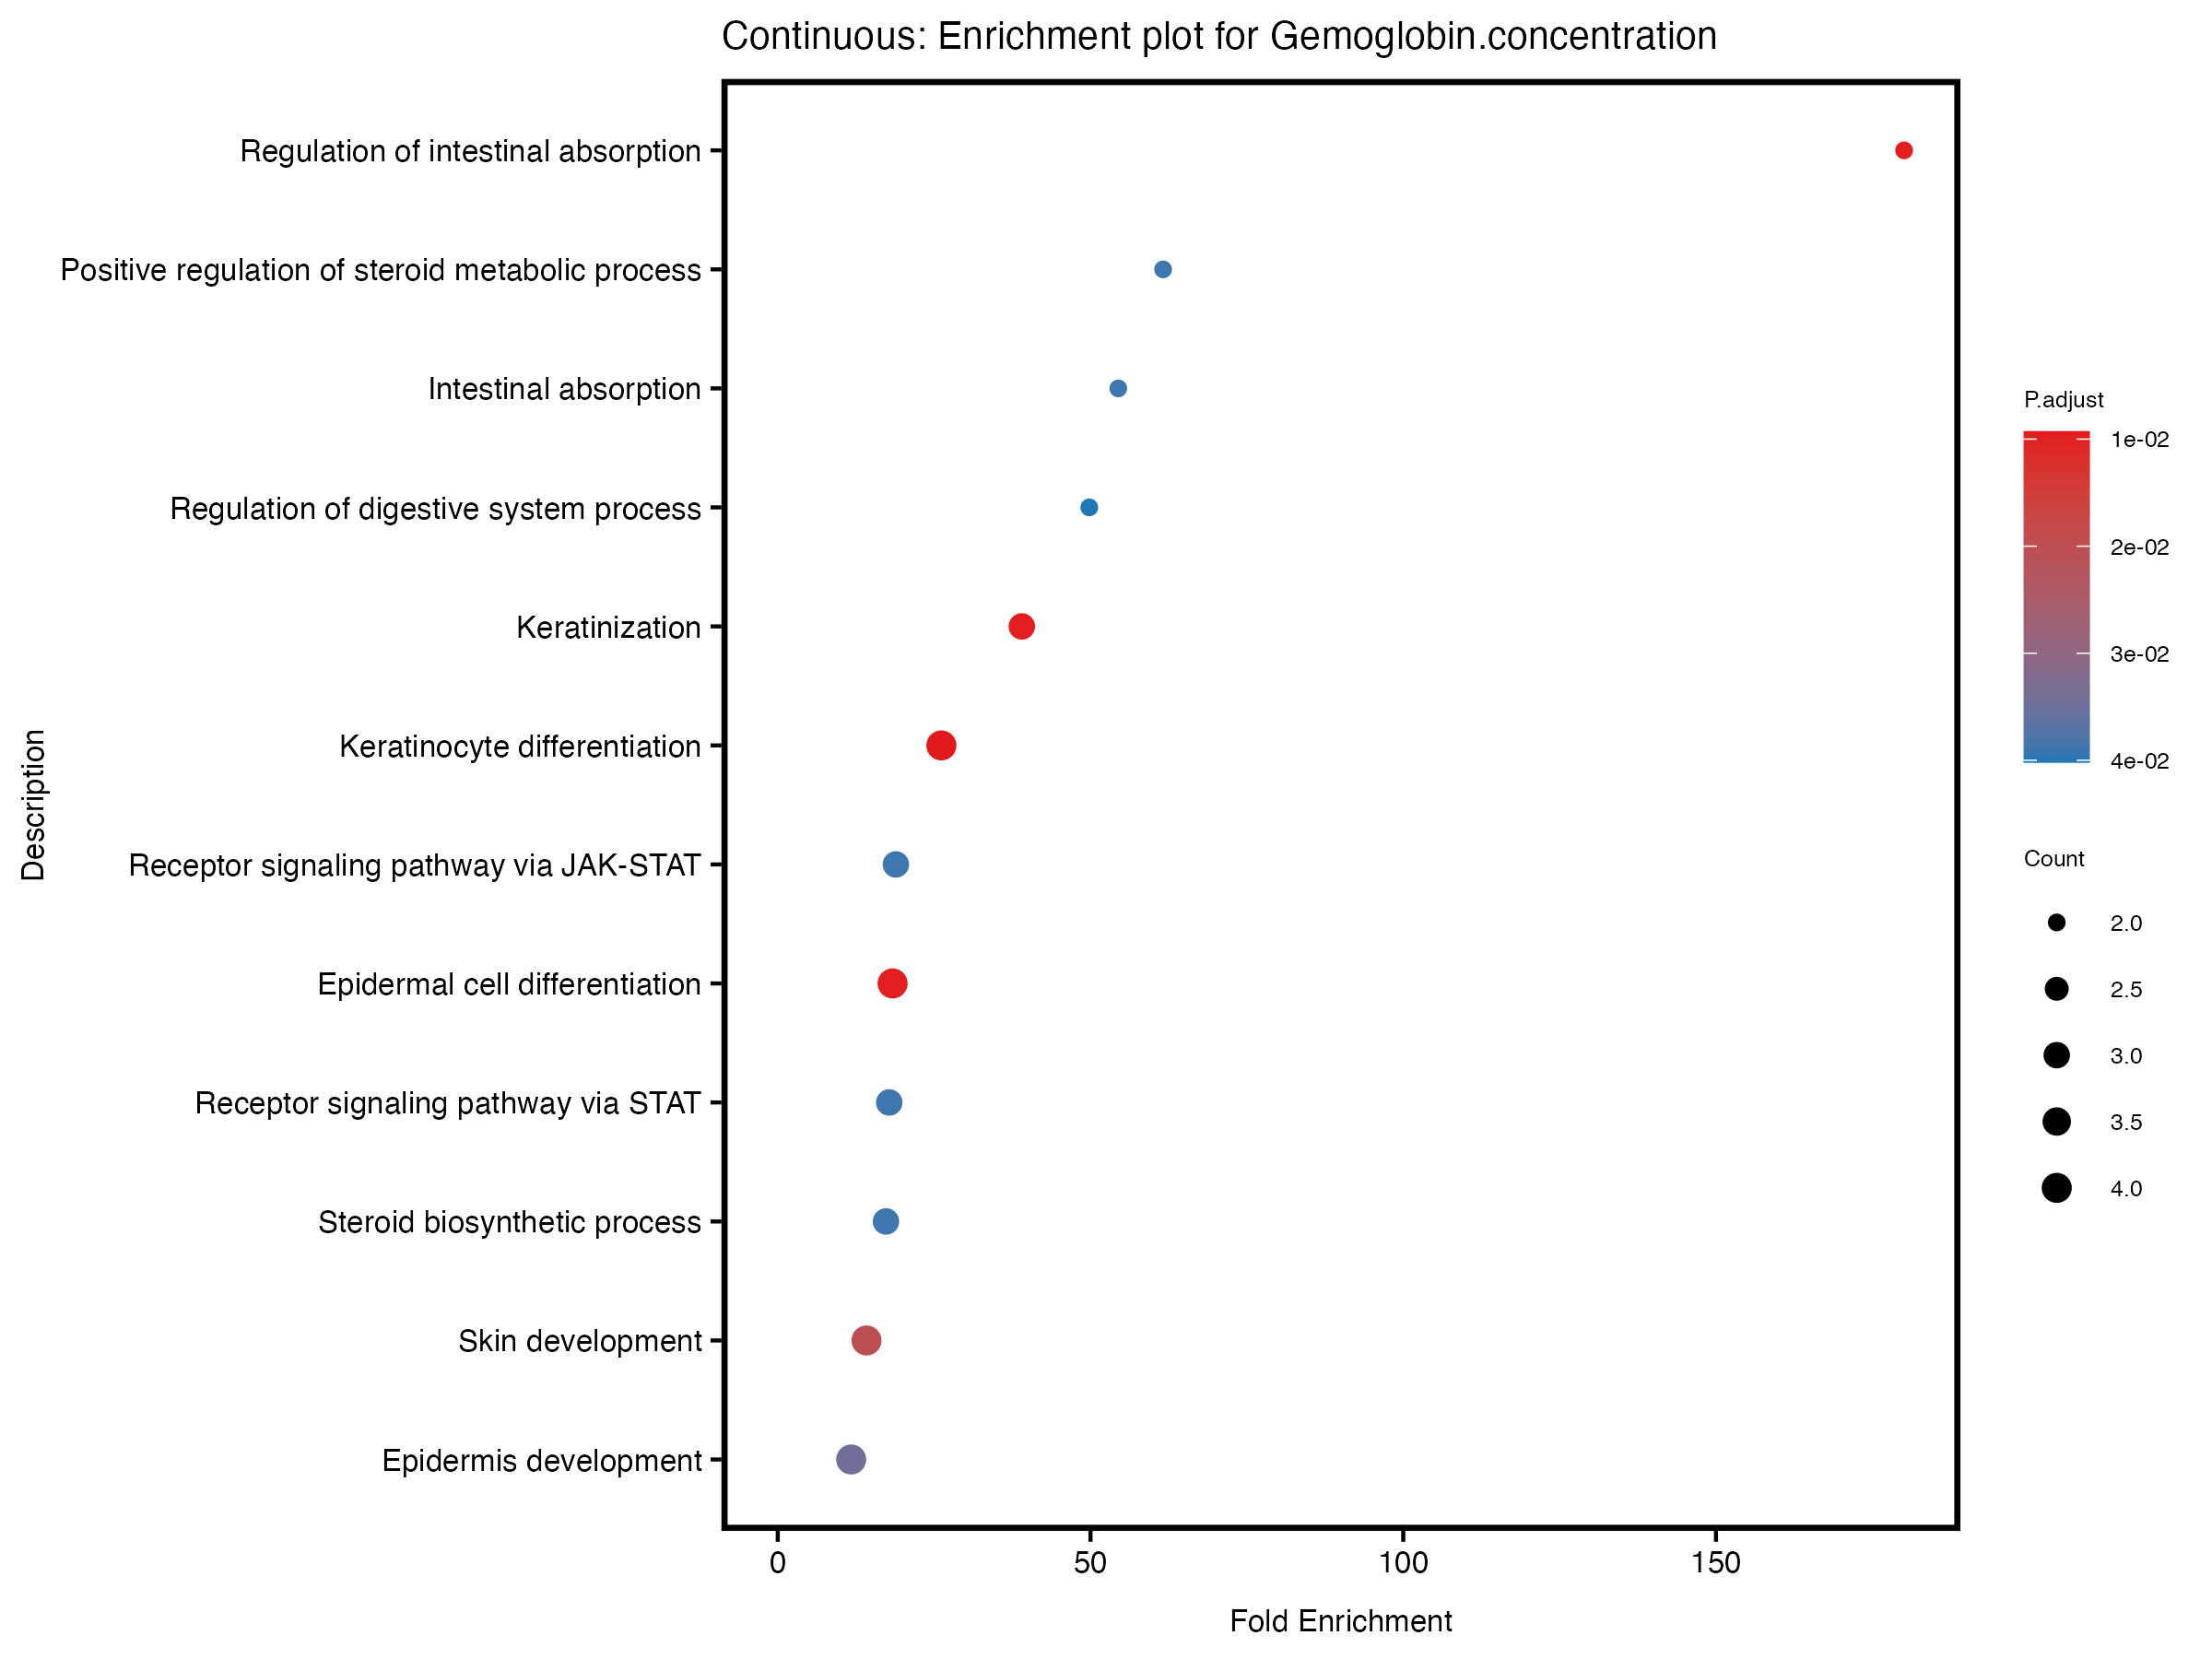 Continuous: Enrichment plot for Gemoglobin.concentration
Regulation of intestinal absorption
Positive regulation of steroid metabolic process
Intestinal absorption
Regulation of digestive system process
Keratinization
Keratinocyte differentiation
Receptor signaling pathway via JAK-STAT
Epidermal cell differentiation
Receptor signaling pathway via STAT
Steroid biosynthetic process
Skin development
Epidermis development
Description
0 50 100 150
Fold Enrichment
P.adjust
1e-02
2e-02
3e-02
4e-02
Count
2.0
2.5
3.0
3.5
4.0